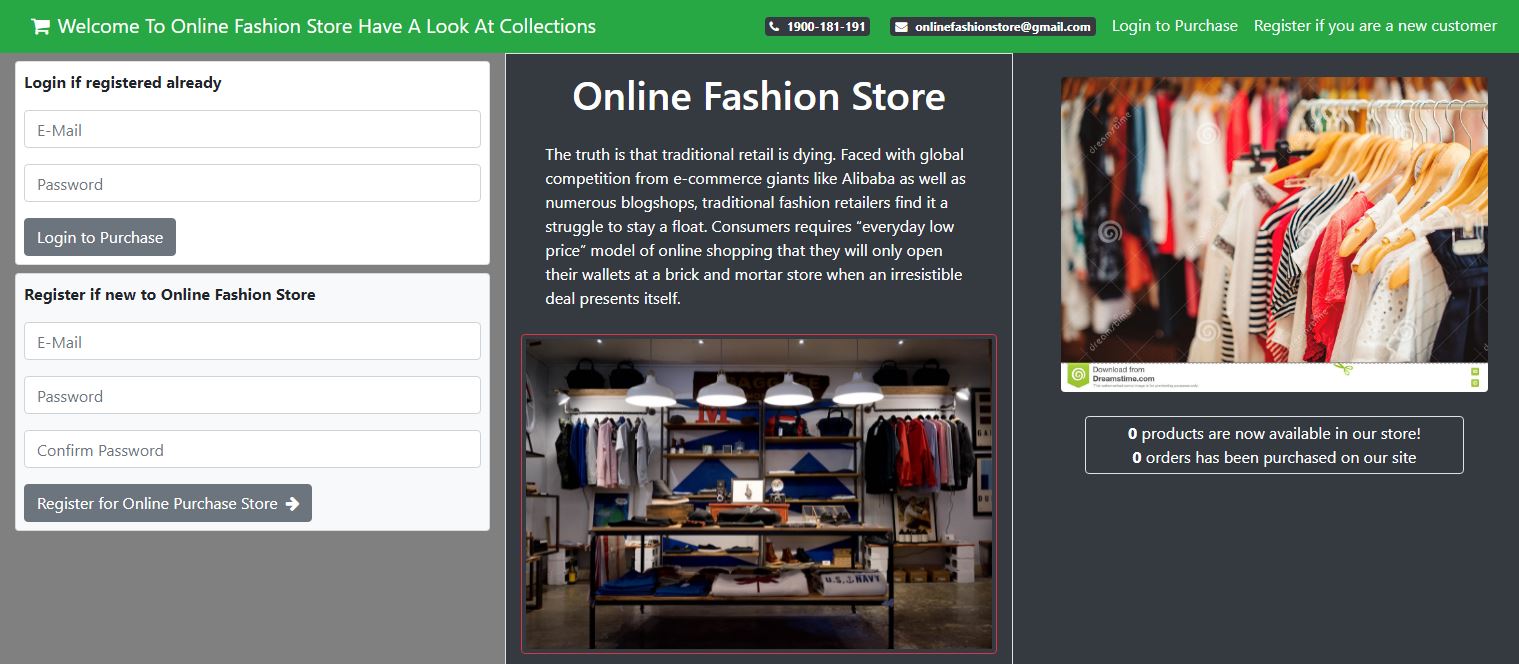 Welcome To Online Fashion Store Have A Look At Collections
1900-181-191
onlinefashionstore@gmail.com
Login to Purchase
Register if you are a new customer
Login if registered already
E-Mail
Password
Login to Purchase
Register if new to Online Fashion Store
E-Mail
Password
Confirm Password
Register for Online Purchase Store
Online Fashion Store
The truth is that traditional retail is dying. Faced with global
competition from e-commerce giants like Alibaba as well as
numerous blogshops, traditional fashion retailers find it a
struggle to stay a float. Consumers requires “everyday low
price” model of online shopping that they will only open
their wallets at a brick and mortar store when an irresistible
deal presents itself.
U.S. NAVY
dreamstime
dreamstime
dreamstime
Download from
Dreamstime.com
0 products are now available in our store!
0 orders has been purchased on our site